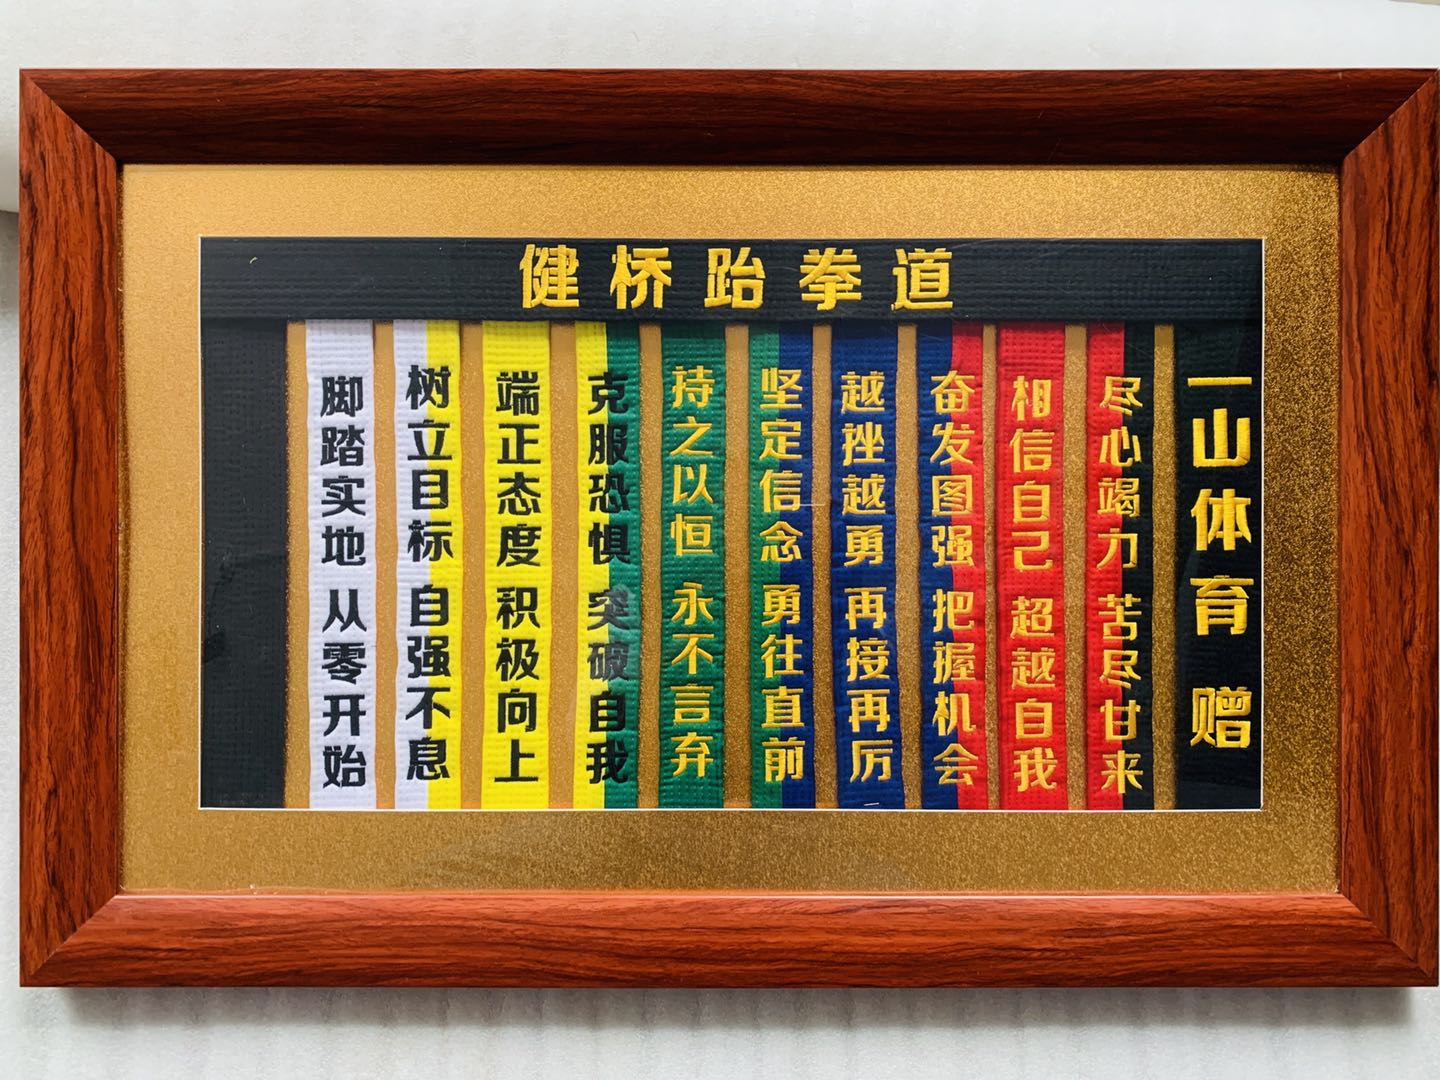 健桥跆拳道
脚踏实地 从零开始
树立目标 自强不息
端正态度 积极向上
克服恐惧 突破自我
持之以恒 永不言弃
坚定信念 勇往直前
越挫越勇 再接再厉
奋发图强 把握机会
相信自己 超越自我
尽心竭力 苦尽甘来
一山体育 赠